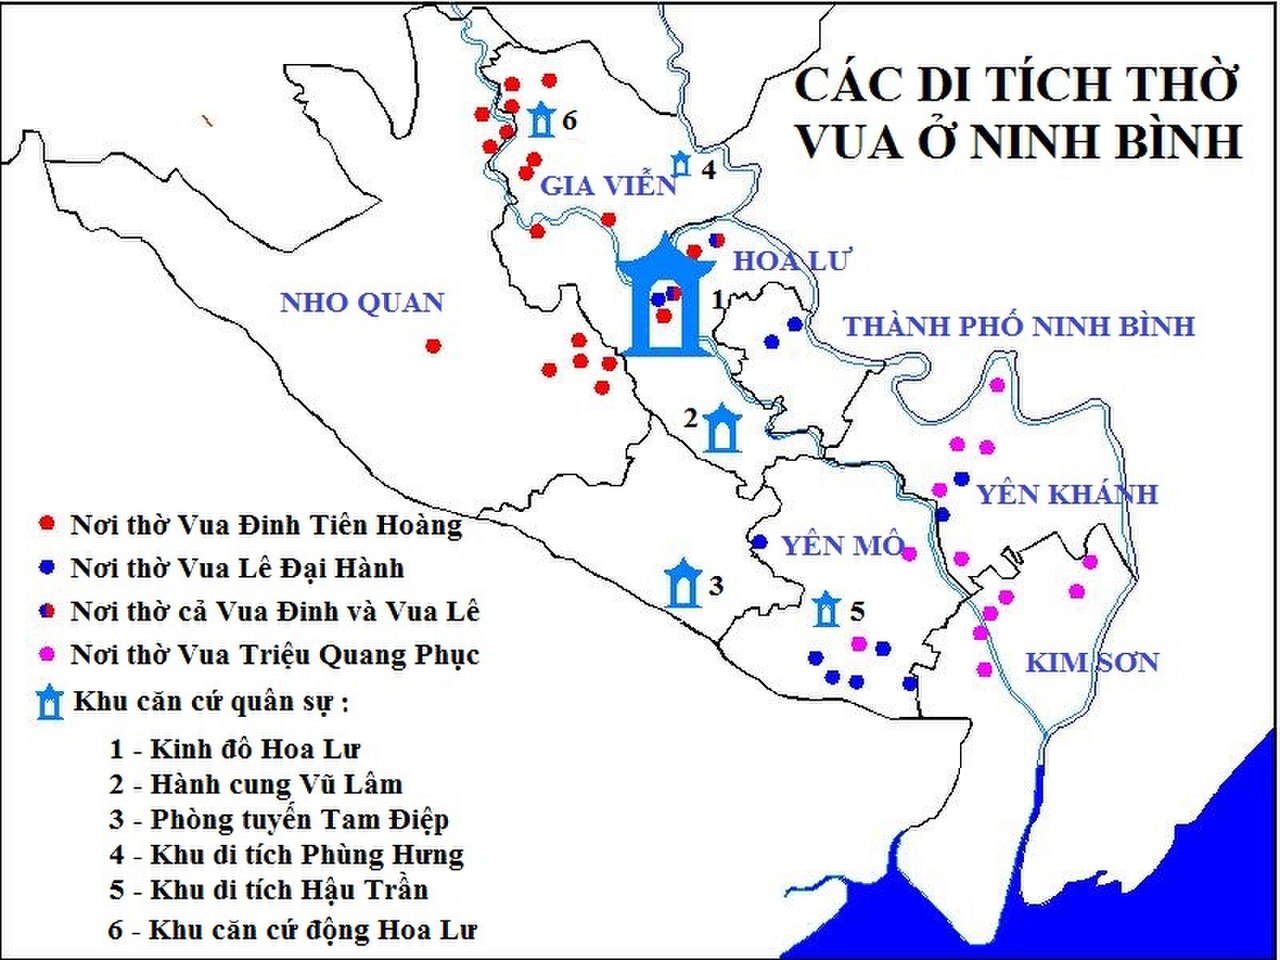 CÁC DI TÍCH THỜ
VUA Ở NINH BÌNH
6
4
GIA VIỄN
HOA LƯ
NHO QUAN
1
THÀNH PHỐ NINH BÌNH
2
YÊN KHÁNH
YÊN MÔ
3
5
KIM SƠN
Nơi thờ Vua Đinh Tiên Hoàng
Nơi thờ Vua Lê Đại Hành
Nơi thờ cả Vua Đinh và Vua Lê
Nơi thờ Vua Triệu Quang Phục
Khu căn cứ quân sự :
1 - Kinh đô Hoa Lư
2 - Hành cung Vũ Lâm
3 - Phòng tuyến Tam Điệp
4 - Khu di tích Phùng Hưng
5 - Khu di tích Hậu Trần
6 - Khu căn cứ động Hoa Lư